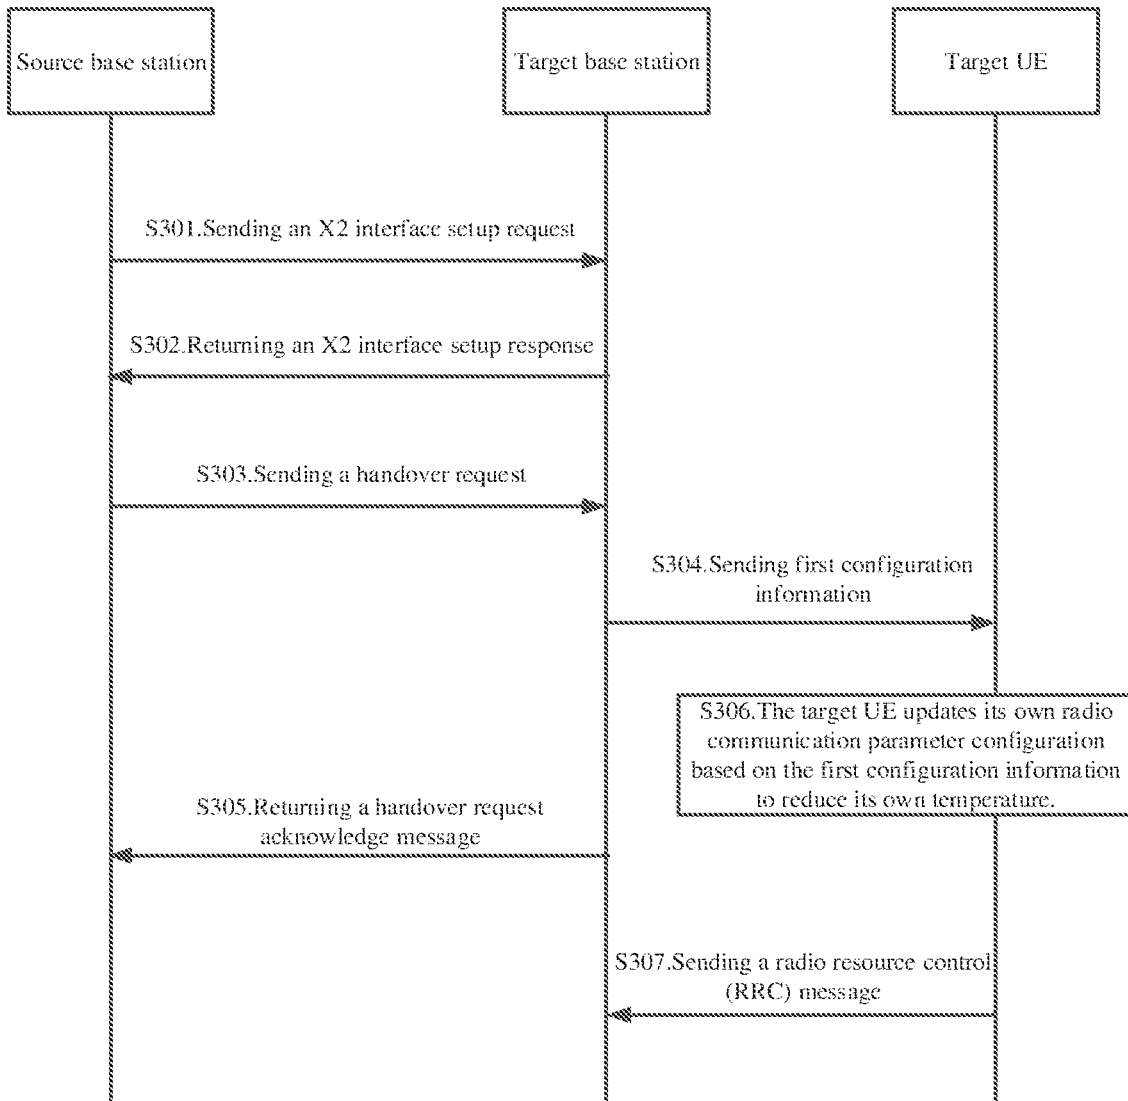 Source base station
Target base station
Target UE
S301.Sending an X2 interface setup request
S302.Returning an X2 interface setup response
S303.Sending a handover request
S304.Sending first configuration
information
S306.The target UE updates its own radio
communication parameter configuration
based on the first configuration information
to reduce its own temperature.
S305.Returning a handover request
acknowledge message
S307.Sending a radio resource control
(RRC) message